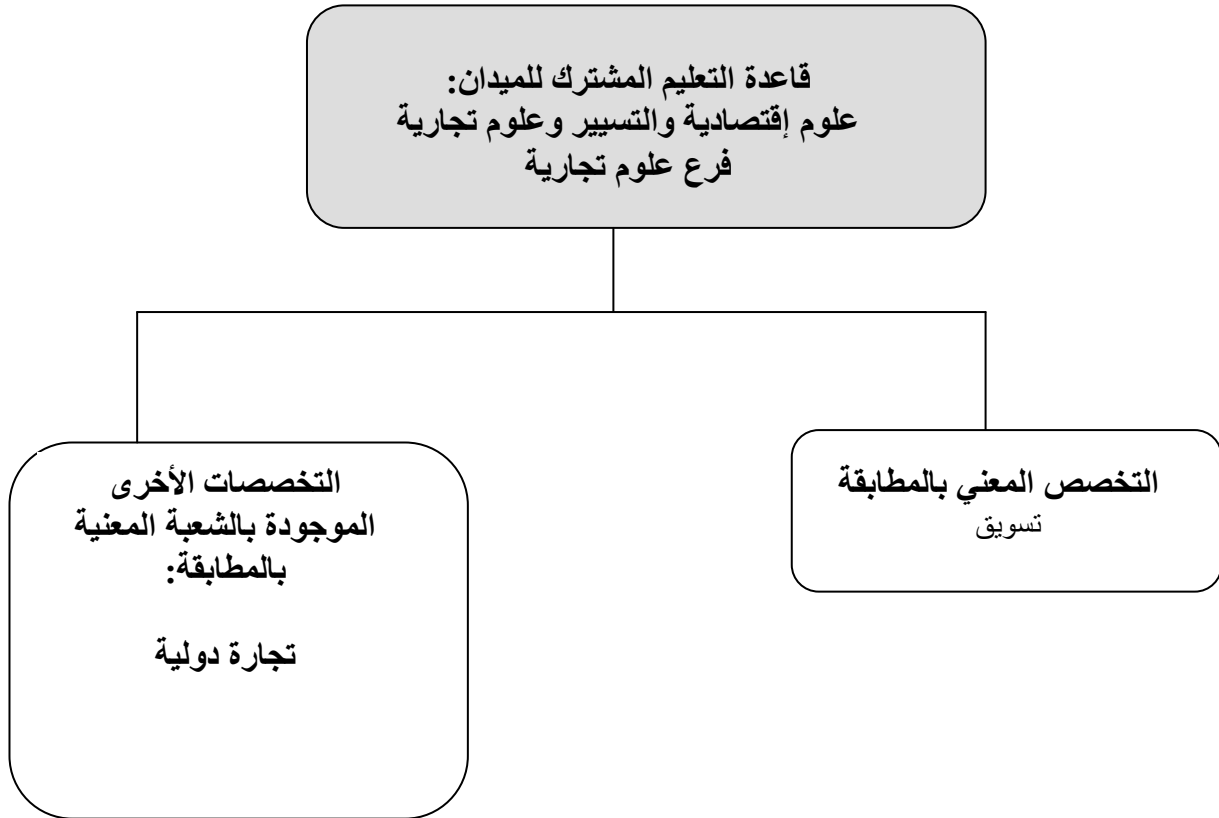 قاعدة التعليم المشترك للميدان:
علوم إقتصادية والتسيير وعلوم تجارية
فرع علوم تجارية
التخصص المعني بالمطابقة
تسويق
التخصصات الأخرى
الموجودة بالشعبة المعنية
بالمطابقة:
تجارة دولية